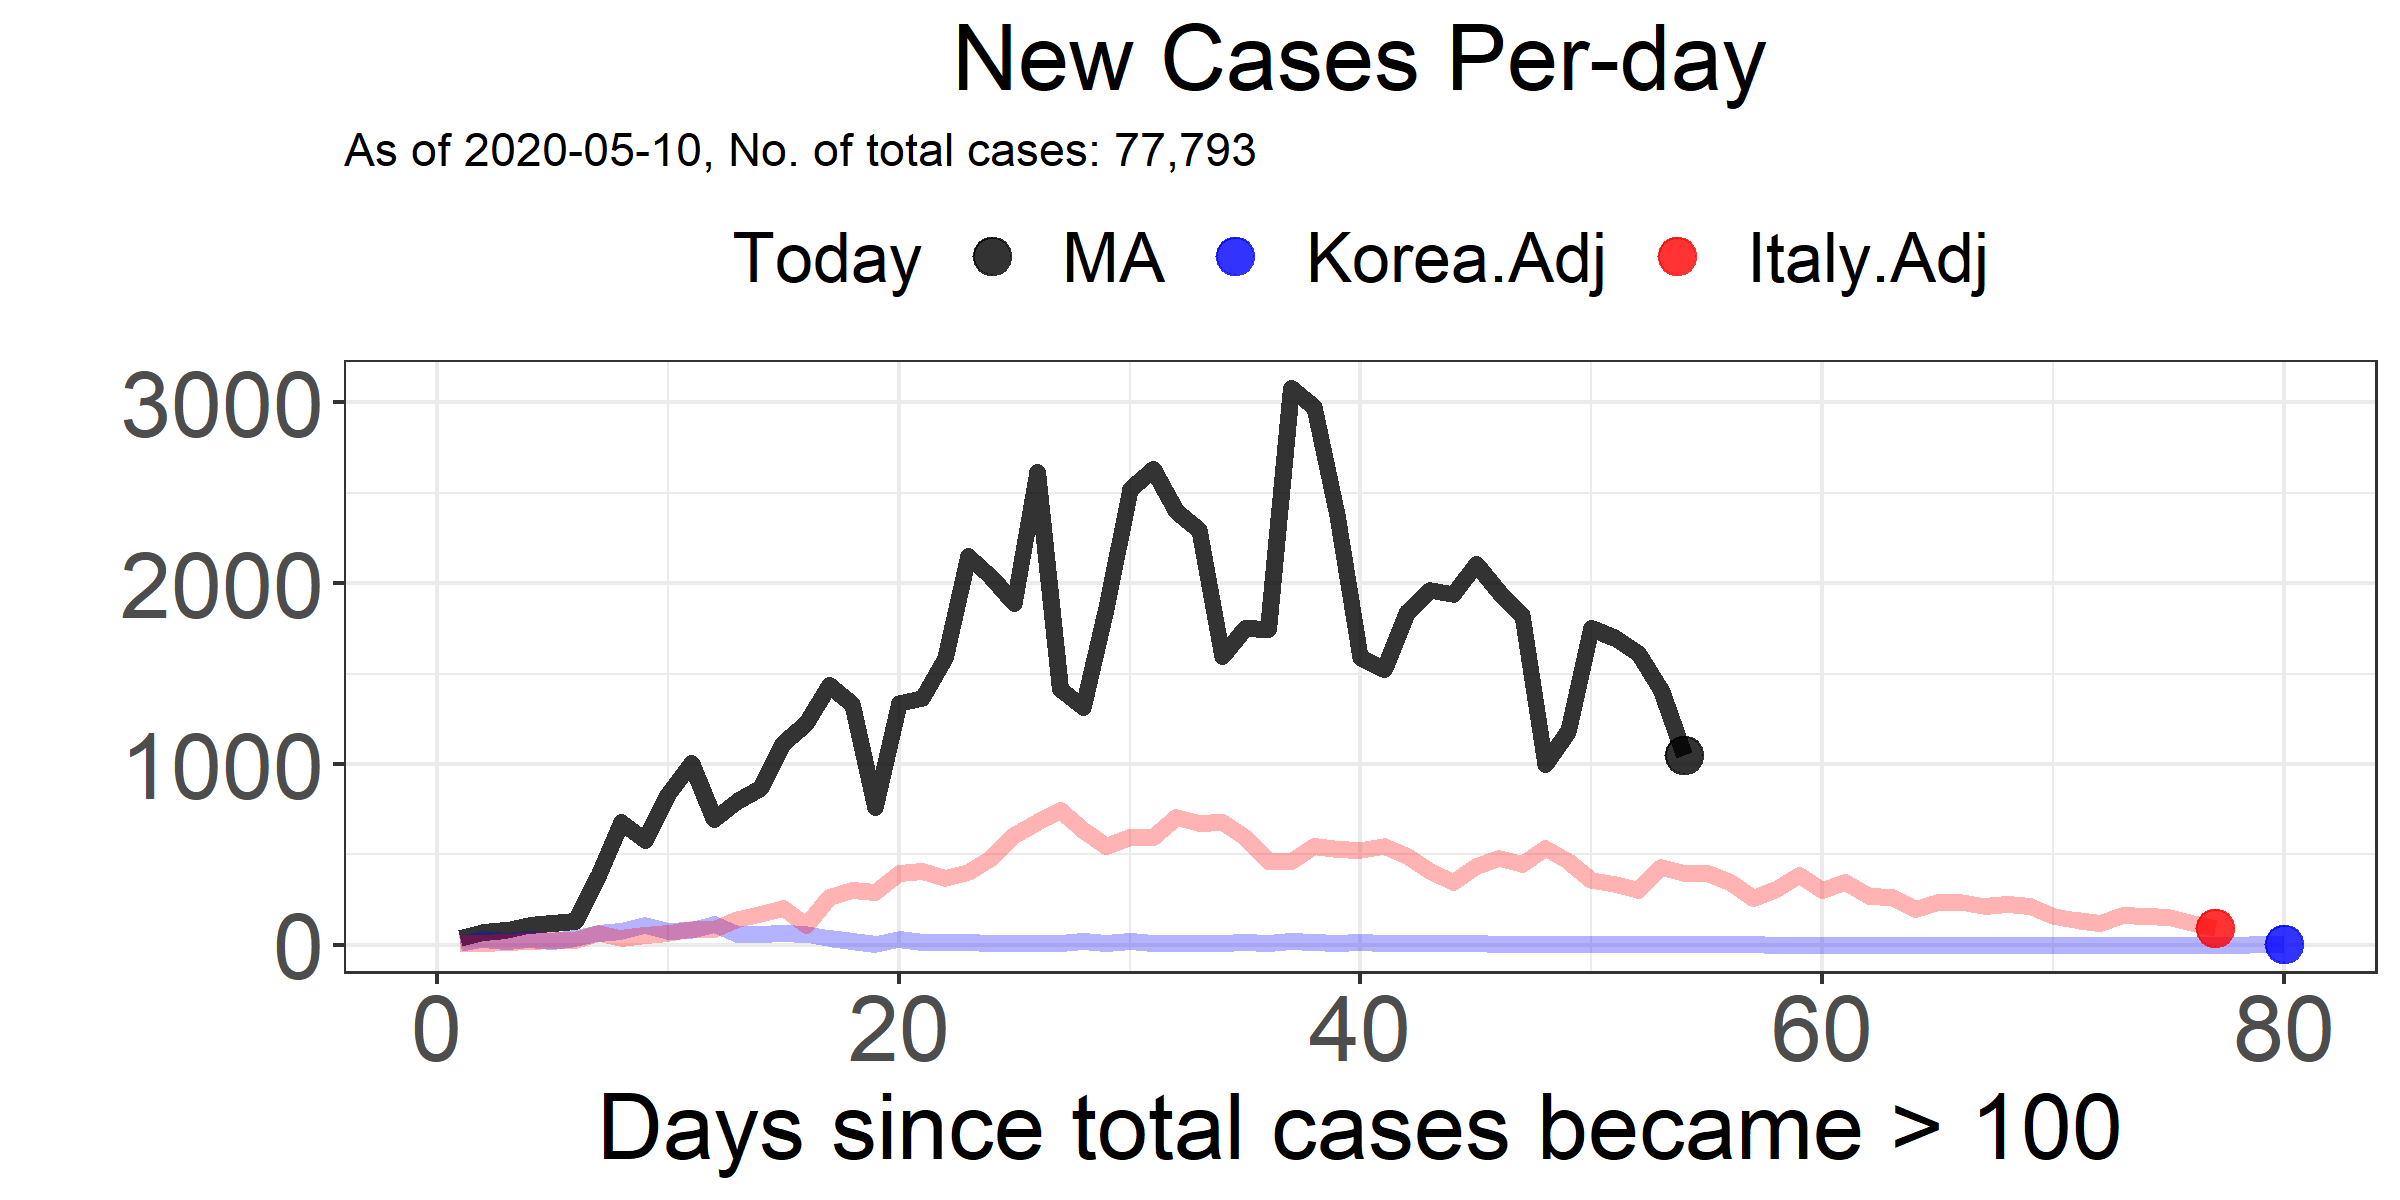 New Cases Per-day
As of 2020-05-10, No. of total cases: 77,793
Today MA Korea.Adj Italy.Adj
3000
2000
1000
0
0 20 40 60 80
Days since total cases became > 100